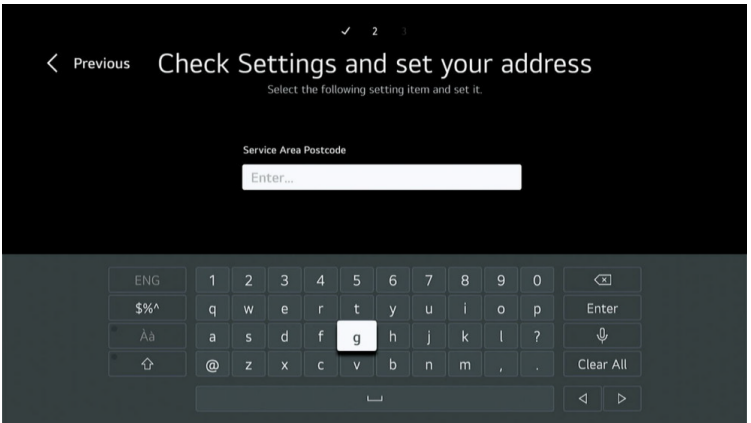 2 3
Previous
Check Settings and set your address
Select the following setting item and set it.
Service Area Postcode
Enter...
ENG 1 2 3 4 5 6 7 8 9 0
$%^ q w e r t y u i o p Enter
Àà a s d f g h j k l ?
@ z x c v b n m , . Clear All